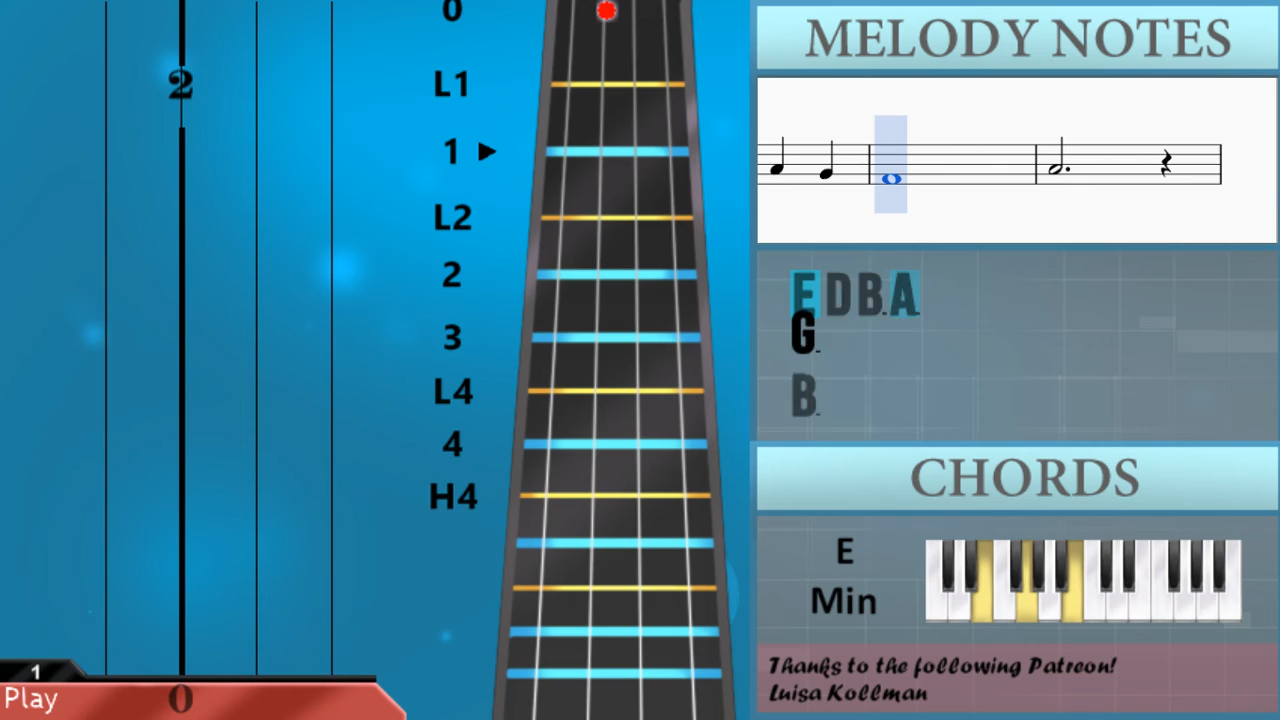 0
2
L1
1
L2
2
3
L4
4
H4
1
Play
0
MELODY NOTES
E D B. A.
G.
B.
CHORDS
E
Min
Thanks to the following Patreon!
Luisa Kollman